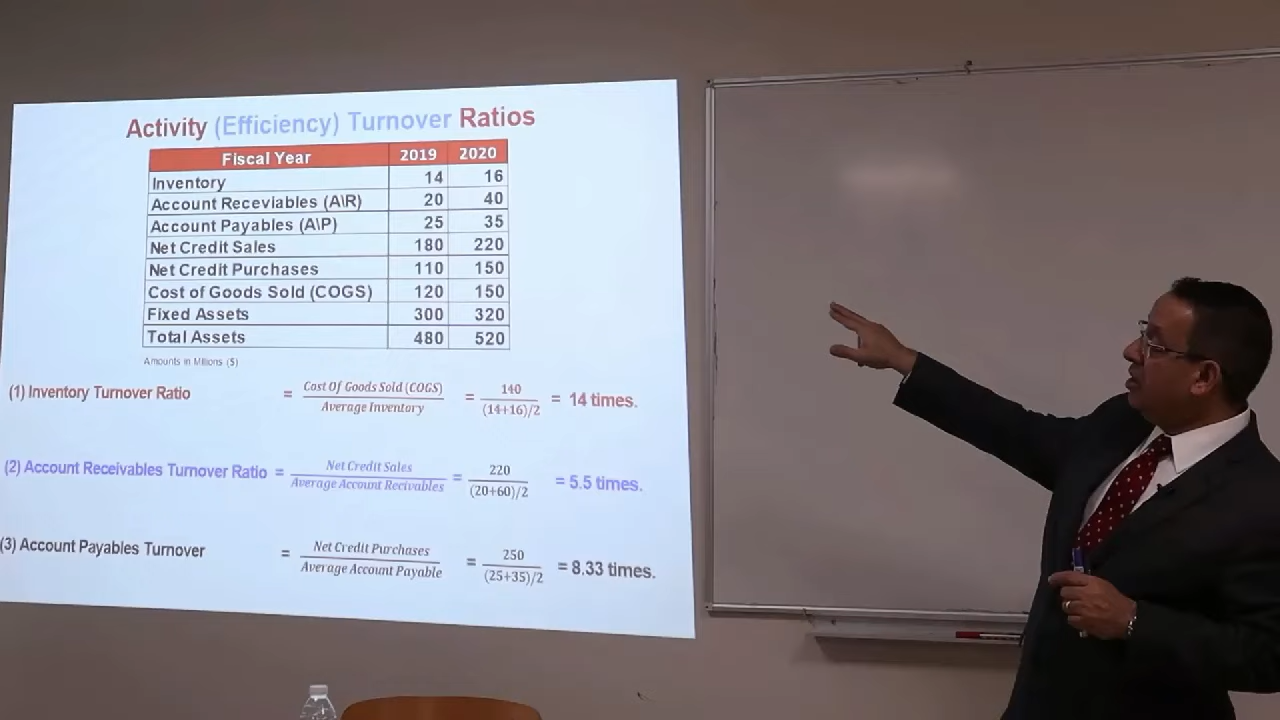 Activity (Efficiency) Turnover Ratios
Fiscal Year 2019 2020
Inventory 14 16
Account Receviables (A\R) 20 40
Account Payables (A\P) 25 35
Net Credit Sales 180 220
Net Credit Purchases 110 150
Cost of Goods Sold (COGS) 120 150
Fixed Assets 300 320
Total Assets 480 520
Amounts in Millions ($)
(1) Inventory Turnover Ratio = Cost Of Goods Sold (COGS) / Average Inventory = 140 / (14+16)/2 = 14 times.
(2) Account Receivables Turnover Ratio = Net Credit Sales / Average Account Recivables = 220 / (20+60)/2 = 5.5 times.
(3) Account Payables Turnover = Net Credit Purchases / Average Account Payable = 250 / (25+35)/2 = 8.33 times.